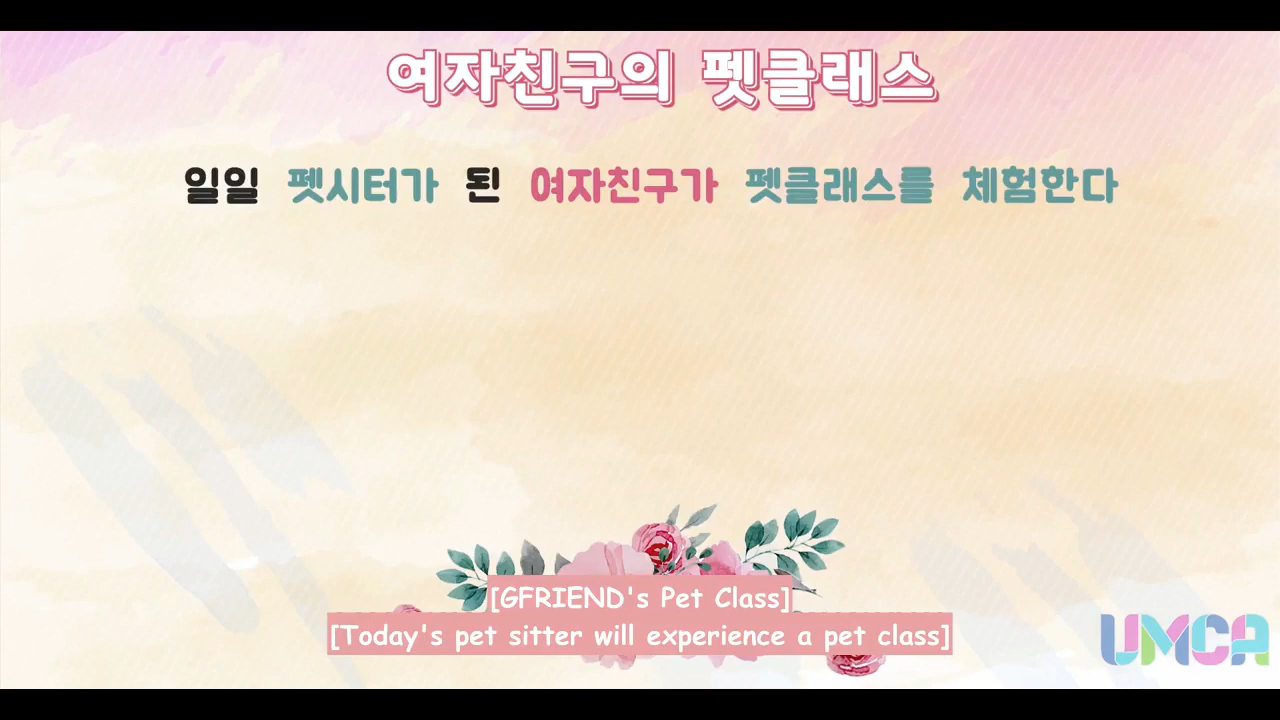 여자친구의 펫클래스
일일 펫시터가 된 여자친구가 펫클래스를 체험한다
[GFRIEND's Pet Class]
[Today's pet sitter will experience a pet class]
UMCA